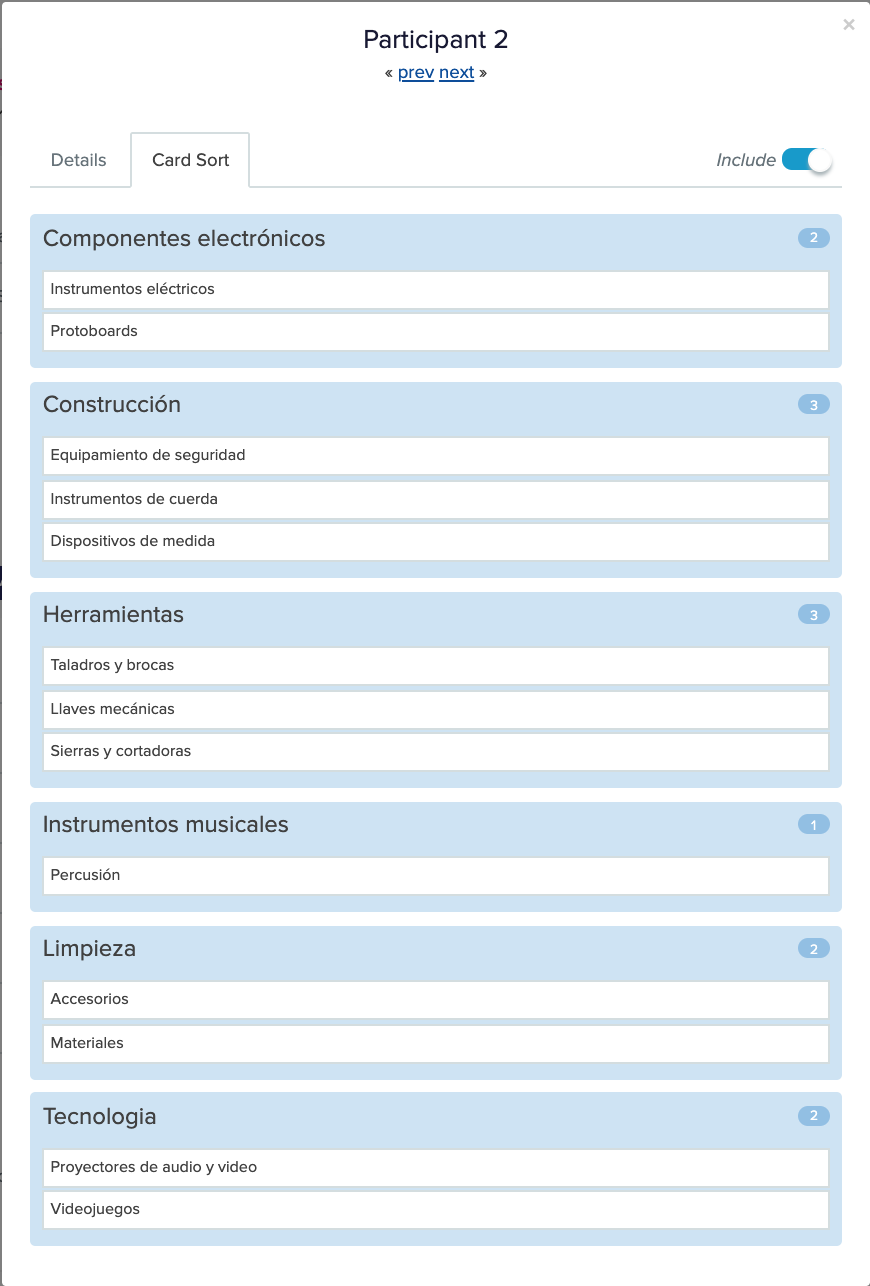 ×
Participant 2
« prev next »
Details
Card Sort
Include
Componentes electrónicos
2
Instrumentos eléctricos
Protoboards
Construcción
3
Equipamiento de seguridad
Instrumentos de cuerda
Dispositivos de medida
Herramientas
3
Taladros y brocas
Llaves mecánicas
Sierras y cortadoras
Instrumentos musicales
1
Percusión
Limpieza
2
Accesorios
Materiales
Tecnologia
2
Proyectores de audio y video
Videojuegos